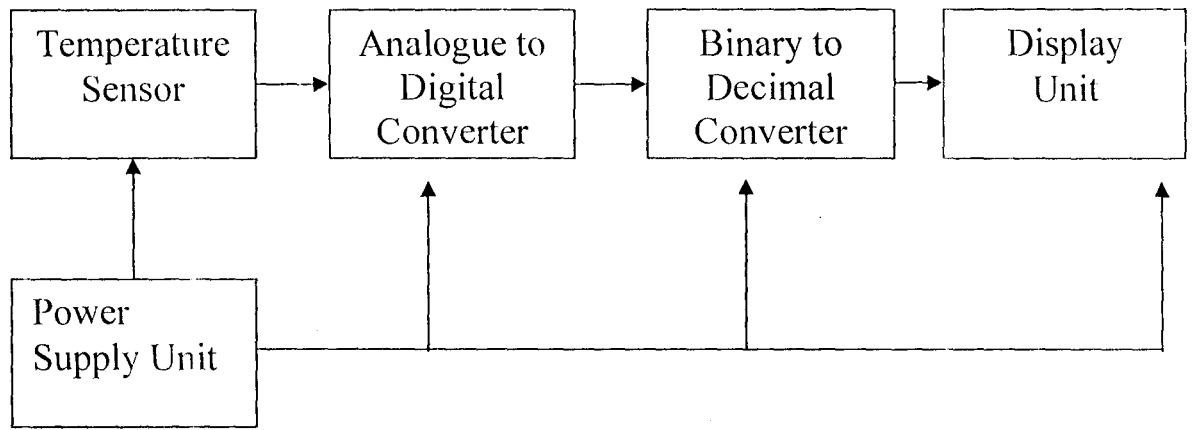 Temperature
Sensor
Analogue to
Digital
Converter
Binary to
Decimal
Converter
Display
Unit
Power
Supply Unit